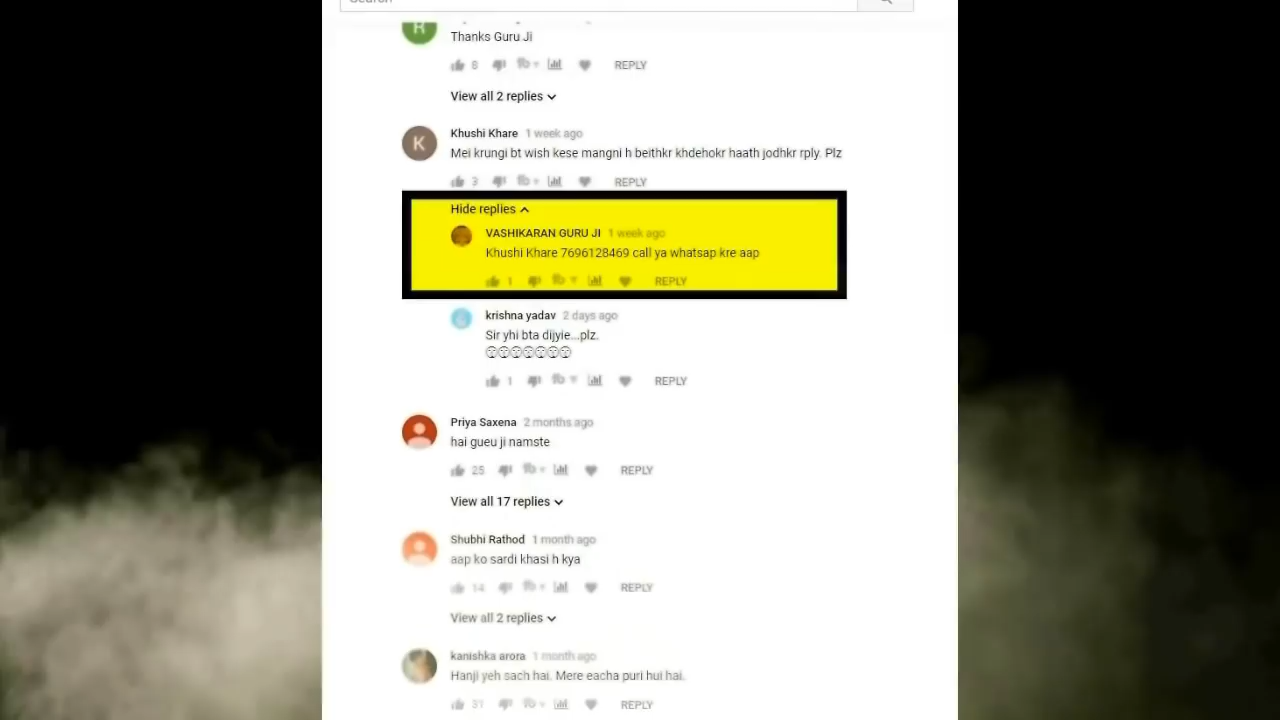 Search
Thanks Guru Ji
8 REPLY
View all 2 replies
K
Khushi Khare 1 week ago
Mei krungi bt wish kese mangni h beithkr khdehokr haath jodhkr rply. Plz
3 REPLY
Hide replies
VASHIKARAN GURU JI 1 week ago
Khushi Khare 7696128469 call ya whatsap kre aap
1 REPLY
krishna yadav 2 days ago
Sir yhi bta dijyie...plz.
1 REPLY
Priya Saxena 2 months ago
hai gueu ji namste
25 REPLY
View all 17 replies
Shubhi Rathod 1 month ago
aap ko sardi khasi h kya
14 REPLY
View all 2 replies
kanishka arora 1 month ago
Hanji yeh sach hai. Mere eacha puri hui hai.
31 REPLY